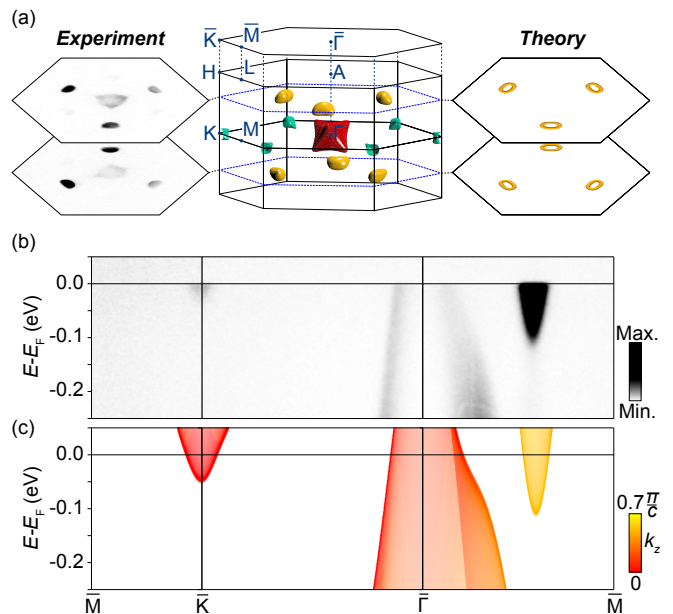 (a)
Experiment
K̄
M̄
Γ̄
Theory
H
L
A
K
M
Γ
(b)
0.0
-0.1
-0.2
E-E_F (eV)
Max.
Min.
(c)
0.0
-0.1
-0.2
E-E_F (eV)
0.7 π/c
k_z
0
M̄ K̄ Γ̄ M̄